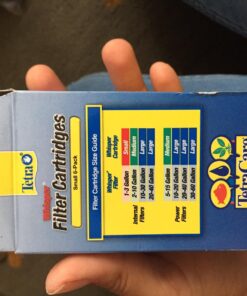 Tetra
Whisper
Filter Cartridges
Small 6-Pack
Filter Cartridge Size Guide
Whisper Filter Whisper Cartridge
Internal Filters
1-3 Gallon Small
2-10 Gallon Medium
10-30 Gallon Large
20-40 Gallon Large
Power Filters
5-15 Gallon Medium
10-30 Gallon Large
20-40 Gallon Large
30-60 Gallon Large
Tetra Care